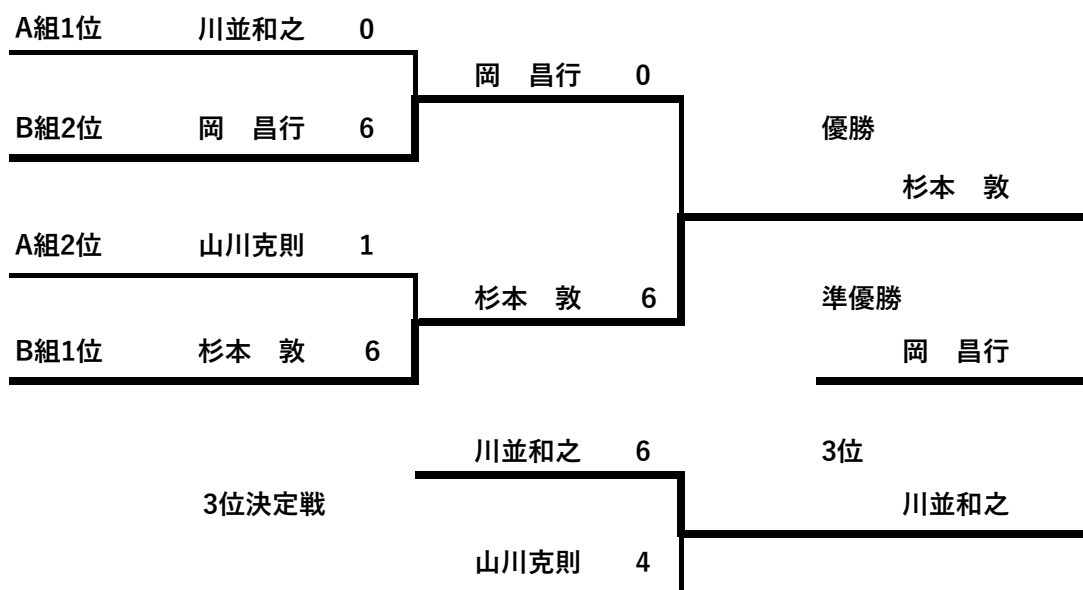 A組1位 川並和之 0
岡　昌行 0
B組2位 岡　昌行 6
優勝
杉本　敦
A組2位 山川克則 1
杉本　敦 6
準優勝
B組1位 杉本　敦 6
岡　昌行
川並和之 6
3位
3位決定戦
川並和之
山川克則 4